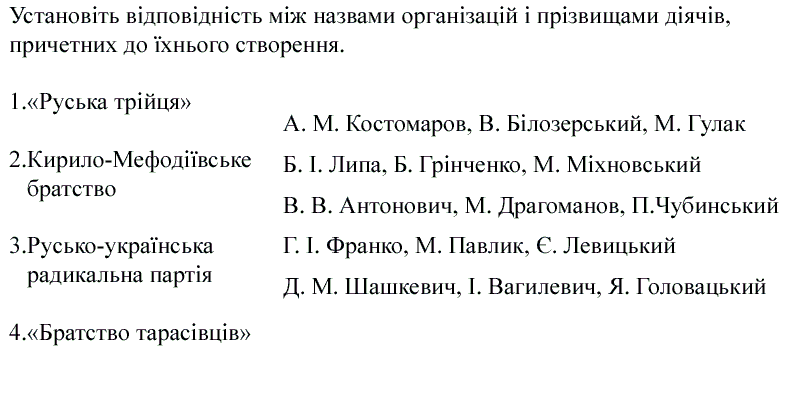 Установіть відповідність між назвами організацій і прізвищами діячів,
причетних до їхнього створення.
1.«Руська трійця»
2.Кирило-Мефодіївське
братство
3.Русько-українська
радикальна партія
4.«Братство тарасівців»
А. М. Костомаров, В. Білозерський, М. Гулак
Б. І. Липа, Б. Грінченко, М. Міхновський
В. В. Антонович, М. Драгоманов, П.Чубинський
Г. І. Франко, М. Павлик, Є. Левицький
Д. М. Шашкевич, І. Вагилевич, Я. Головацький